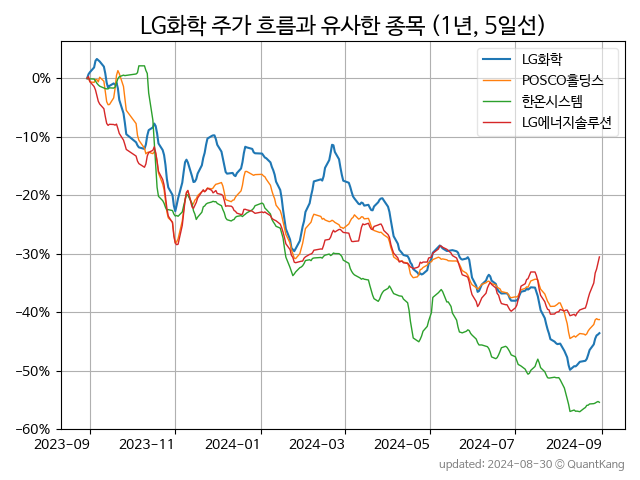 LG화학 주가 흐름과 유사한 종목 (1년, 5일선)
LG화학
POSCO홀딩스
한온시스템
LG에너지솔루션
0%
−10%
−20%
−30%
−40%
−50%
−60%
2023-09 2023-11 2024-01 2024-03 2024-05 2024-07 2024-09
updated: 2024-08-30 © QuantKang